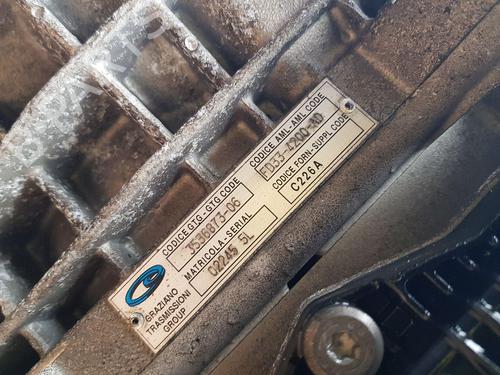 CODICE GTG-GTG CODE
3536873-06
MATRICOLA-SERIAL
02245 5L
CODICE AML-AML CODE
FD33-4200-AD
CODICE FORN-SUPPL CODE
C226A
GRAZIANO
TRASMISSIONI
GROUP